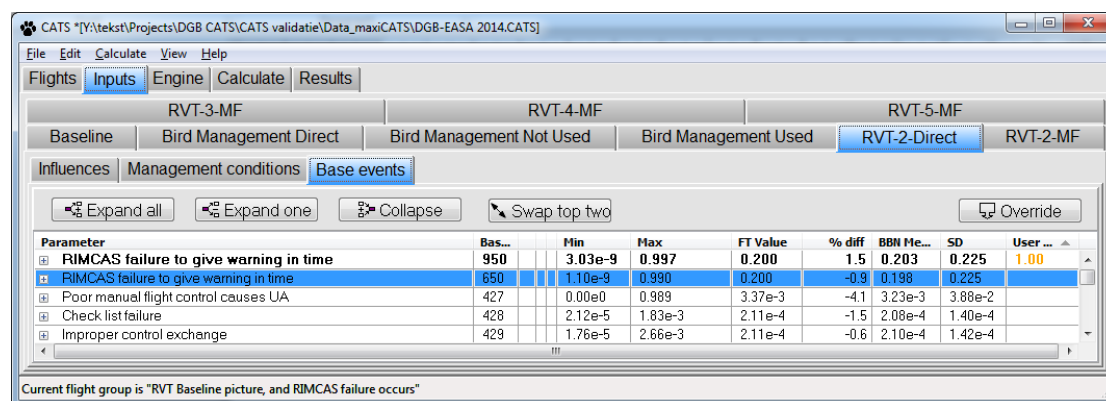 CATS *[Y:\tekst\Projects\DGB CATS\CATS validatie\Data_maxiCATS\DGB-EASA 2014.CATS]
File Edit Calculate View Help
Flights Inputs Engine Calculate Results
RVT-3-MF RVT-4-MF RVT-5-MF
Baseline Bird Management Direct Bird Management Not Used Bird Management Used RVT-2-Direct RVT-2-MF
Influences Management conditions Base events
Expand all Expand one Collapse Swap top two Override
Parameter Bas... Min Max FT Value % diff BBN Me... SD User ...
RIMCAS failure to give warning in time 950 3.03e-9 0.997 0.200 1.5 0.203 0.225 1.00
RIMCAS failure to give warning in time 650 1.10e-9 0.990 0.200 -0.9 0.198 0.225
Poor manual flight control causes UA 427 0.00e0 0.989 3.37e-3 -4.1 3.23e-3 3.88e-2
Check list failure 428 2.12e-5 1.83e-3 2.11e-4 -1.5 2.08e-4 1.40e-4
Improper control exchange 429 1.76e-5 2.66e-3 2.11e-4 -0.6 2.10e-4 1.42e-4
Current flight group is "RVT Baseline picture, and RIMCAS failure occurs"